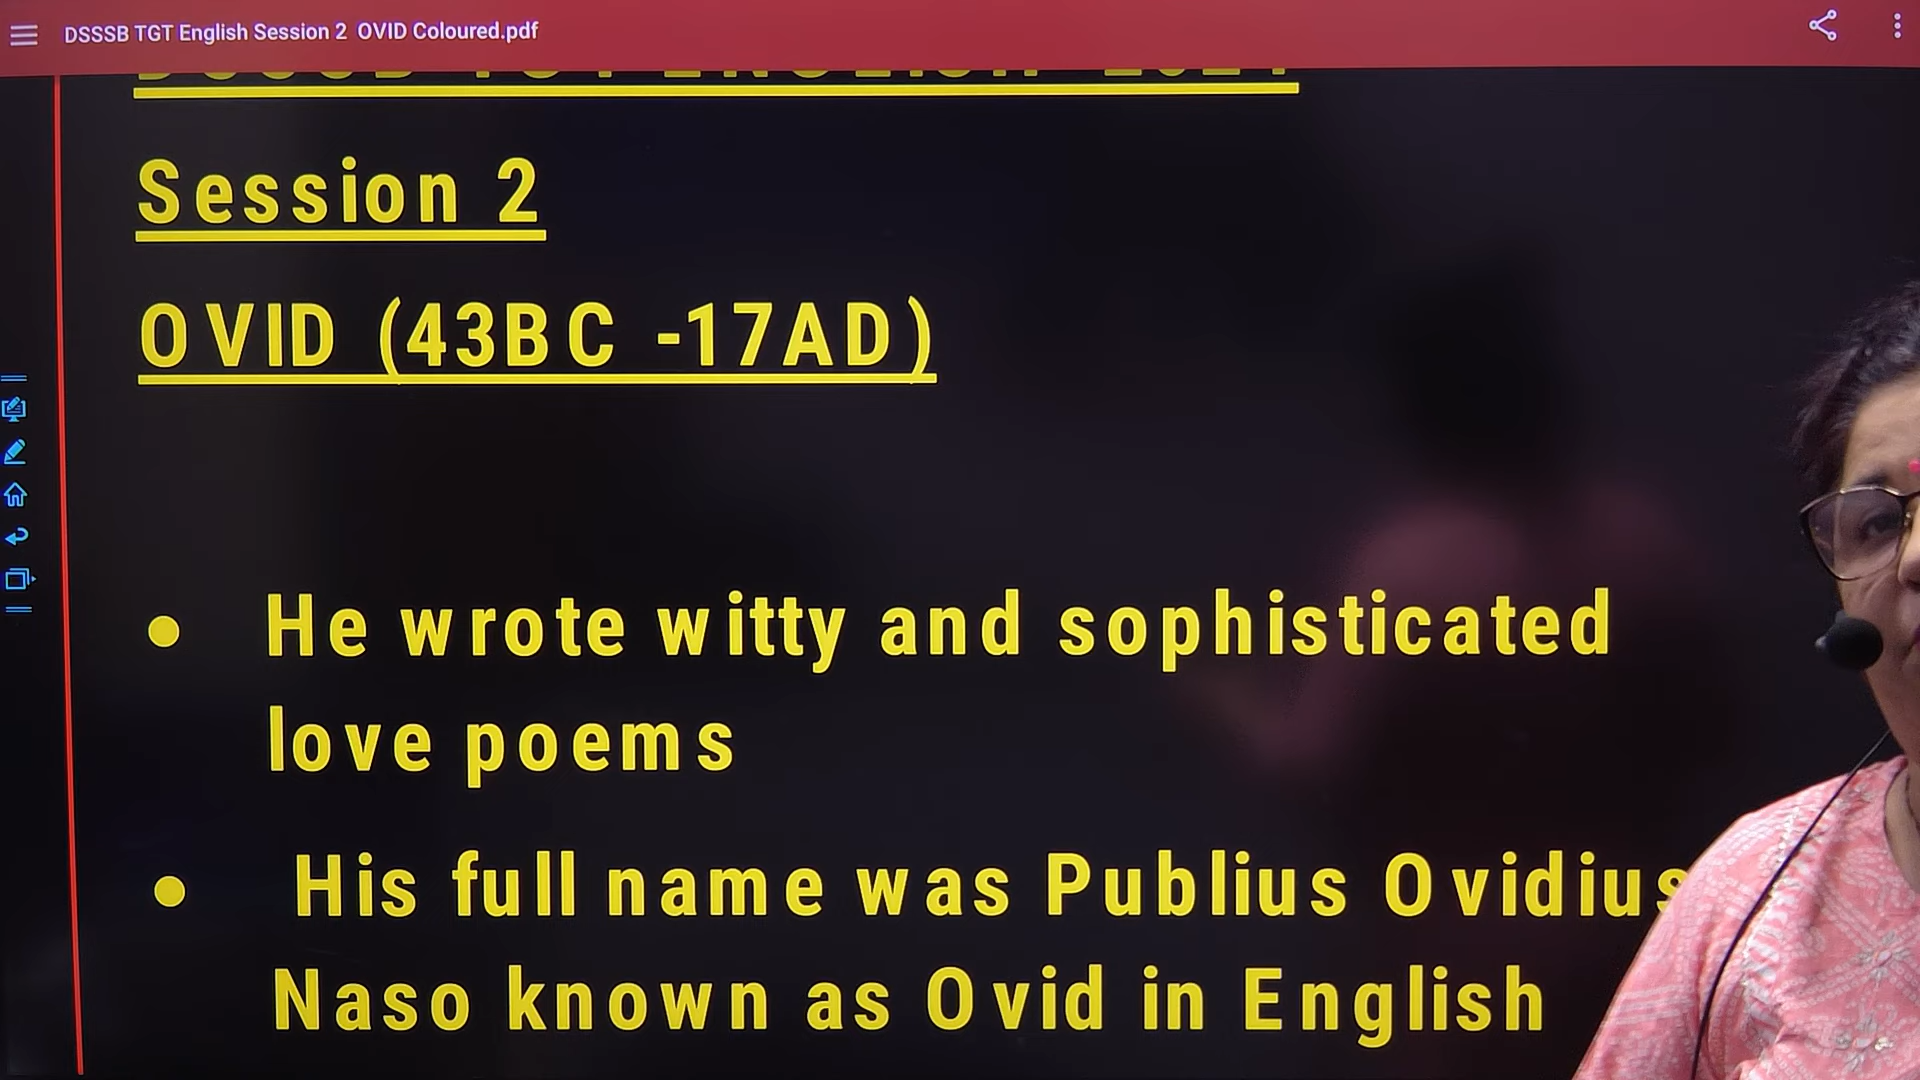 DSSSB TGT English Session 2 OVID Coloured.pdf
Session 2
OVID (43BC -17AD)
• He wrote witty and sophisticated
love poems
• His full name was Publius Ovidius
Naso known as Ovid in English